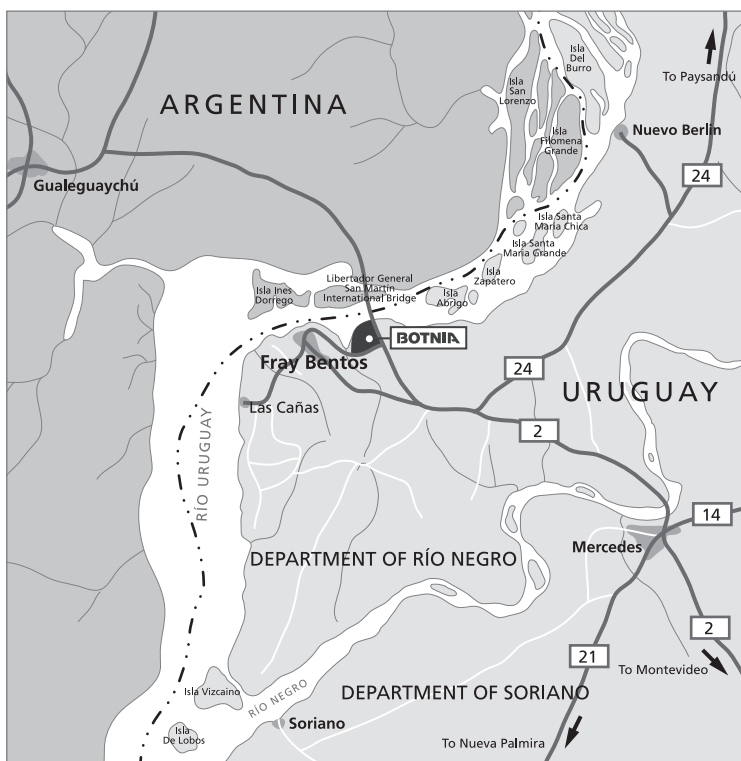 Isla
Del
Burro
To Paysandú
Isla
San
Lorenzo
ARGENTINA
Nuevo Berlin
Isla
Filomena
Grande
24
Gualeguaychú
Isla Santa
María Chica
Isla Santa
María Grande
Isla
Zapatero
Libertador General
San Martín
International Bridge
Isla Ines
Dorrego
Isla
Abrigo
BOTNIA
Fray Bentos
24
URUGUAY
Las Cañas
2
RÍO URUGUAY
14
Mercedes
DEPARTMENT OF RÍO NEGRO
2
21
To Montevideo
Isla Vizcaino
RÍO NEGRO
DEPARTMENT OF SORIANO
Soriano
Isla
De Lobos
To Nueva Palmira